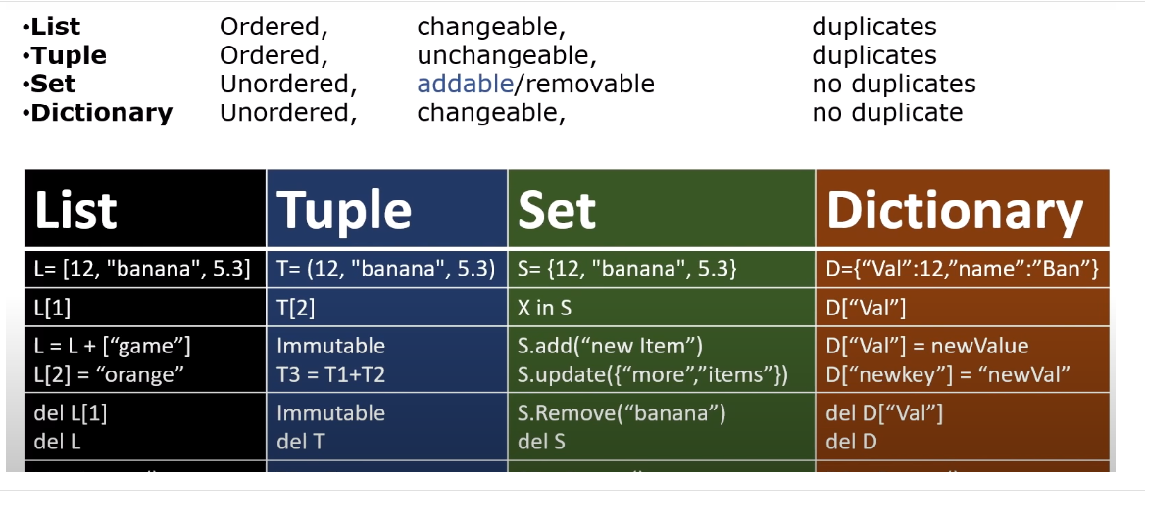 •List Ordered, changeable, duplicates
•Tuple Ordered, unchangeable, duplicates
•Set Unordered, addable/removable no duplicates
•Dictionary Unordered, changeable, no duplicate
List Tuple Set Dictionary
L= [12, "banana", 5.3] T= (12, "banana", 5.3) S= {12, "banana", 5.3} D={“Val”:12,”name”:”Ban”}
L[1] T[2] X in S D[“Val”]
L = L + [“game”] Immutable S.add(“new Item”) D[“Val”] = newValue
L[2] = “orange” T3 = T1+T2 S.update({“more”,”items”}) D[“newkey”] = “newVal”
del L[1] Immutable S.Remove(“banana”) del D[“Val”]
del L del T del S del D